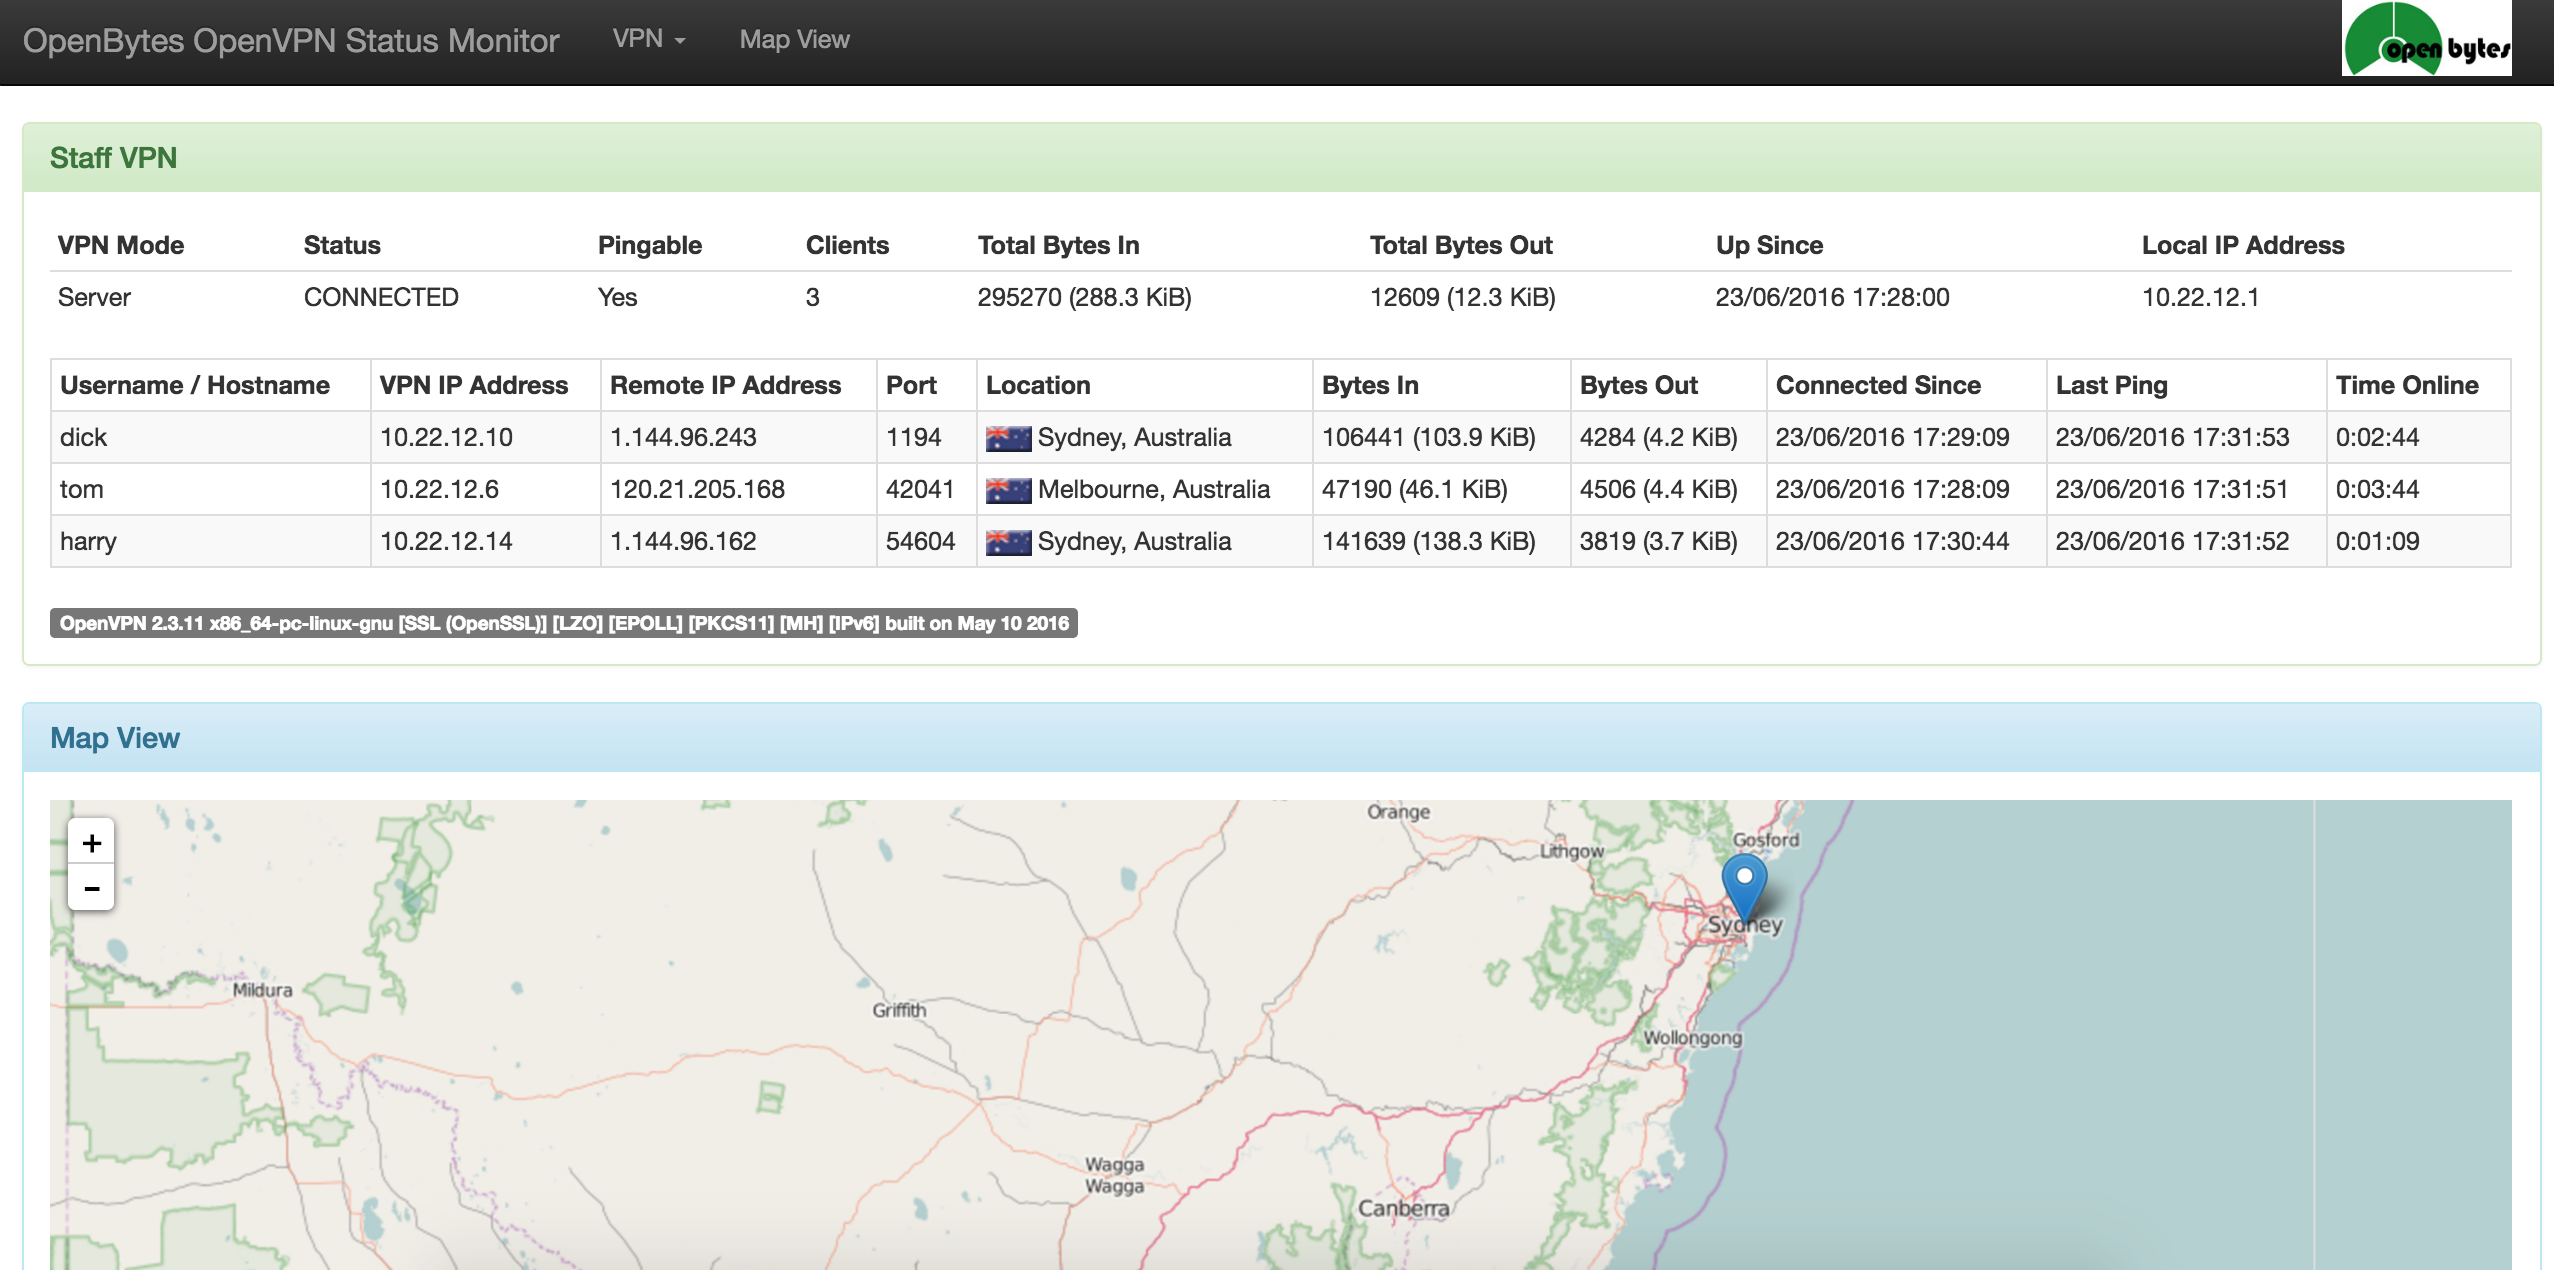 OpenBytes OpenVPN Status Monitor VPN Map View open bytes
Staff VPN
VPN Mode Status Pingable Clients Total Bytes In Total Bytes Out Up Since Local IP Address
Server CONNECTED Yes 3 295270 (288.3 KiB) 12609 (12.3 KiB) 23/06/2016 17:28:00 10.22.12.1
Username / Hostname VPN IP Address Remote IP Address Port Location Bytes In Bytes Out Connected Since Last Ping Time Online
dick 10.22.12.10 1.144.96.243 1194 Sydney, Australia 106441 (103.9 KiB) 4284 (4.2 KiB) 23/06/2016 17:29:09 23/06/2016 17:31:53 0:02:44
tom 10.22.12.6 120.21.205.168 42041 Melbourne, Australia 47190 (46.1 KiB) 4506 (4.4 KiB) 23/06/2016 17:28:09 23/06/2016 17:31:51 0:03:44
harry 10.22.12.14 1.144.96.162 54604 Sydney, Australia 141639 (138.3 KiB) 3819 (3.7 KiB) 23/06/2016 17:30:44 23/06/2016 17:31:52 0:01:09
OpenVPN 2.3.11 x86_64-pc-linux-gnu [SSL (OpenSSL)] [LZO] [EPOLL] [PKCS11] [MH] [IPv6] built on May 10 2016
Map View
+
-
Orange
Gosford
Lithgow
Sydney
Mildura
Griffith
Wollongong
Wagga
Wagga
Canberra